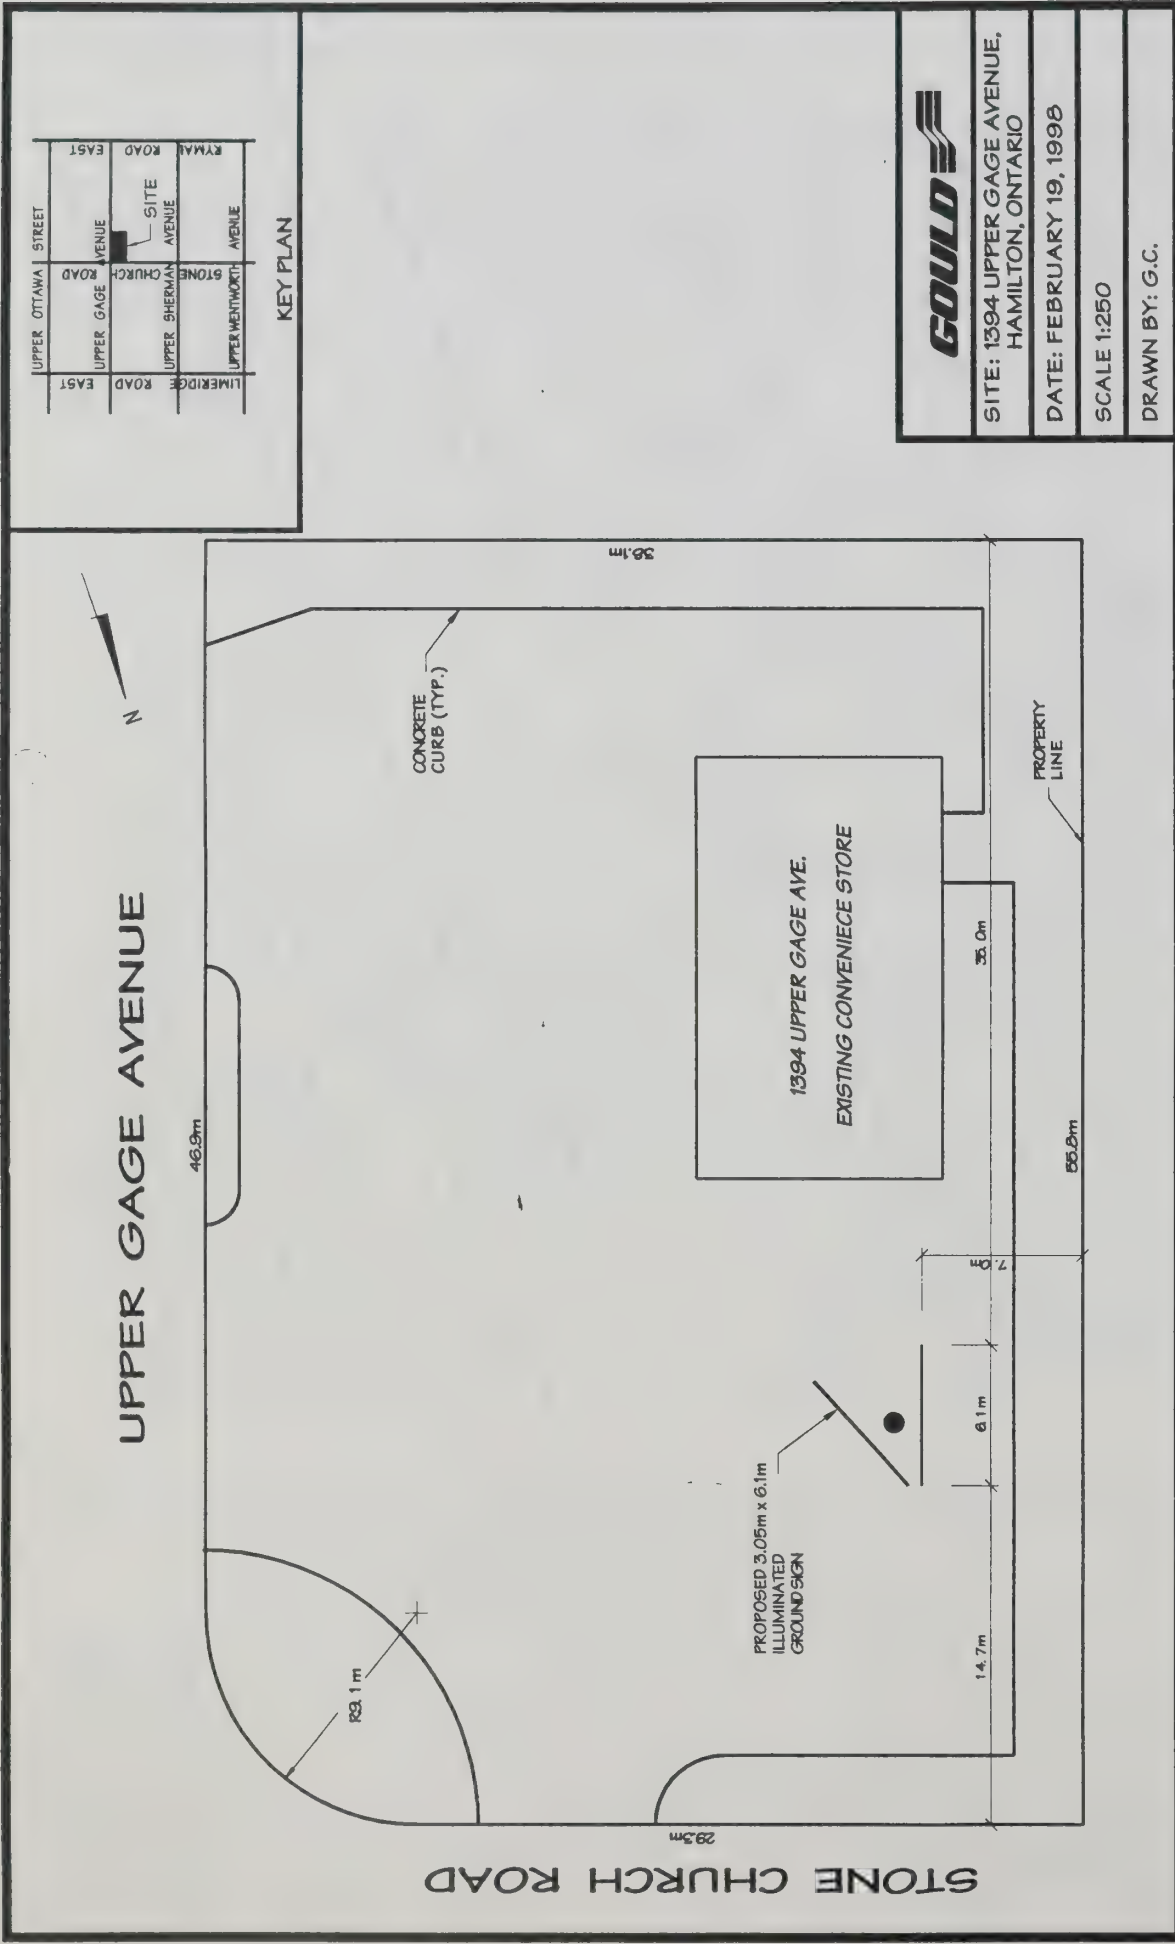 UPPER OTTAWA STREET
EAST
ROAD
RYMAL
SITE
UPPER GAGE AVENUE
ROAD
CHURCH
STONE
UPPER SHERMAN AVENUE
UPPER WENTWORTH AVENUE
EAST
ROAD
LIMERIDGE
KEY PLAN
N
UPPER GAGE AVENUE
46.9m
38.1m
CONCRETE
CURB (TYP.)
R9.1m
1394 UPPER GAGE AVE.
EXISTING CONVENIECE STORE
PROPOSED 3.05m x 6.1m
ILLUMINATED
GROUND SIGN
PROPERTY
LINE
14.7m
6.1m
35.0m
7.0m
55.8m
29.3m
STONE CHURCH ROAD
GOULD
SITE: 1394 UPPER GAGE AVENUE,
HAMILTON, ONTARIO
DATE: FEBRUARY 19, 1998
SCALE 1:250
DRAWN BY: G.C.